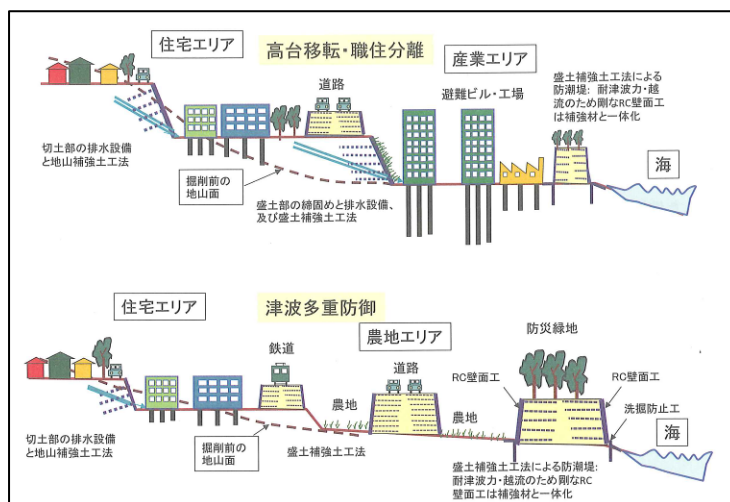 住宅エリア
高台移転・職住分離
産業エリア
道路
避難ビル・工場
盛土補強土工法による
防潮堤: 耐津波力・越
流のため剛なRC壁面工
は補強材と一体化
海
切土部の排水設備
と地山補強土工法
掘削前の
地山面
盛土部の締固めと排水設備、
及び盛土補強土工法
住宅エリア
津波多重防御
農地エリア
防災緑地
鉄道
道路
農地
農地
RC壁面工
RC壁面工
洗掘防止工
海
切土部の排水設備
と地山補強土工法
掘削前の
地山面
盛土補強土工法
盛土補強土工法による防潮堤:
耐津波力・越流のため剛なRC
壁面工は補強材と一体化